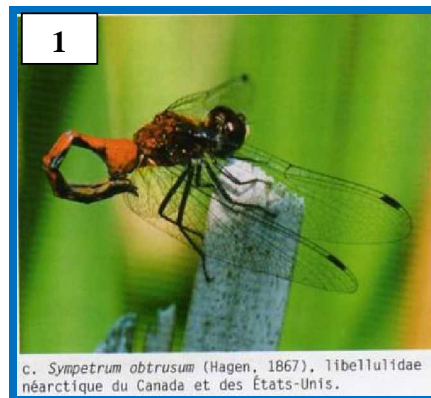 1
c. Sympetrum obtrusum (Hagen, 1867), libellulidae
néarctique du Canada et des États-Unis.